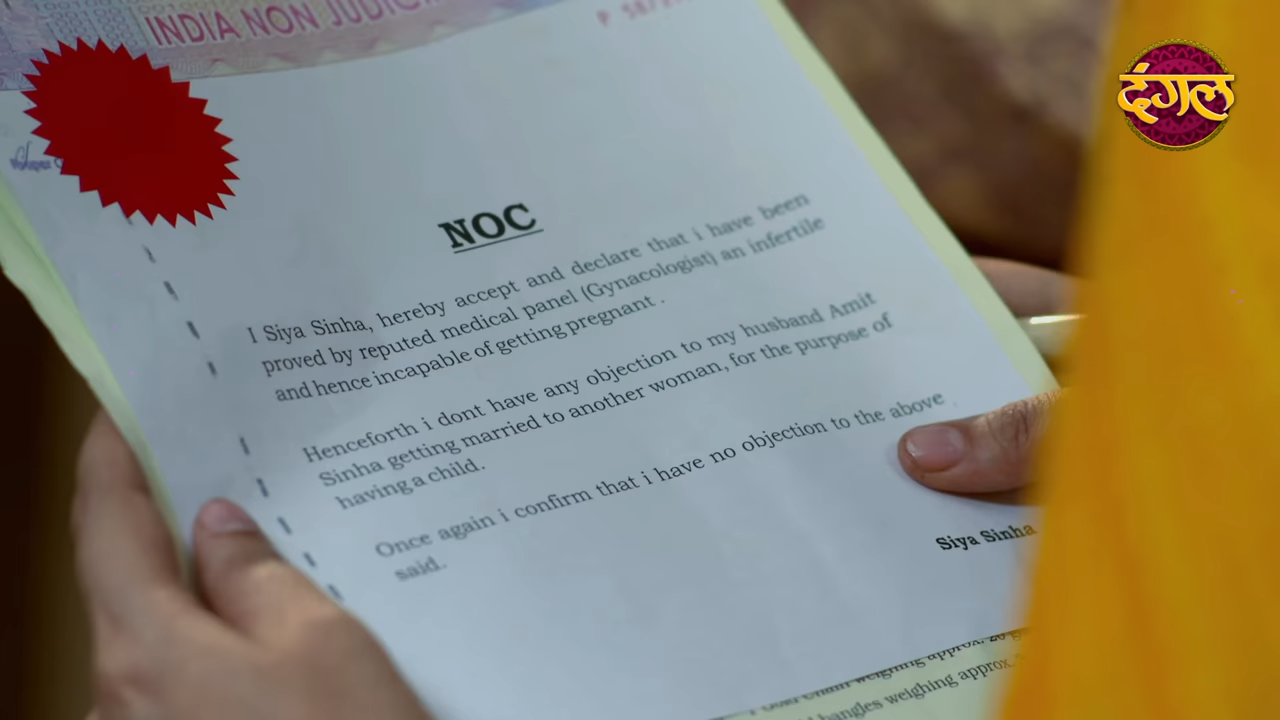 INDIA NON JUDIC
दंगल
NOC
I Siya Sinha, hereby accept and declare that i have been
proved by reputed medical panel (Gynacologist) an infertile
and hence incapable of getting pregnant .
Henceforth i dont have any objection to my husband Amit
Sinha getting married to another woman, for the purpose of
having a child.
Once again i confirm that i have no objection to the above
said.
Siya Sinha
weighing approx. 20 g
bangles weighing approx.